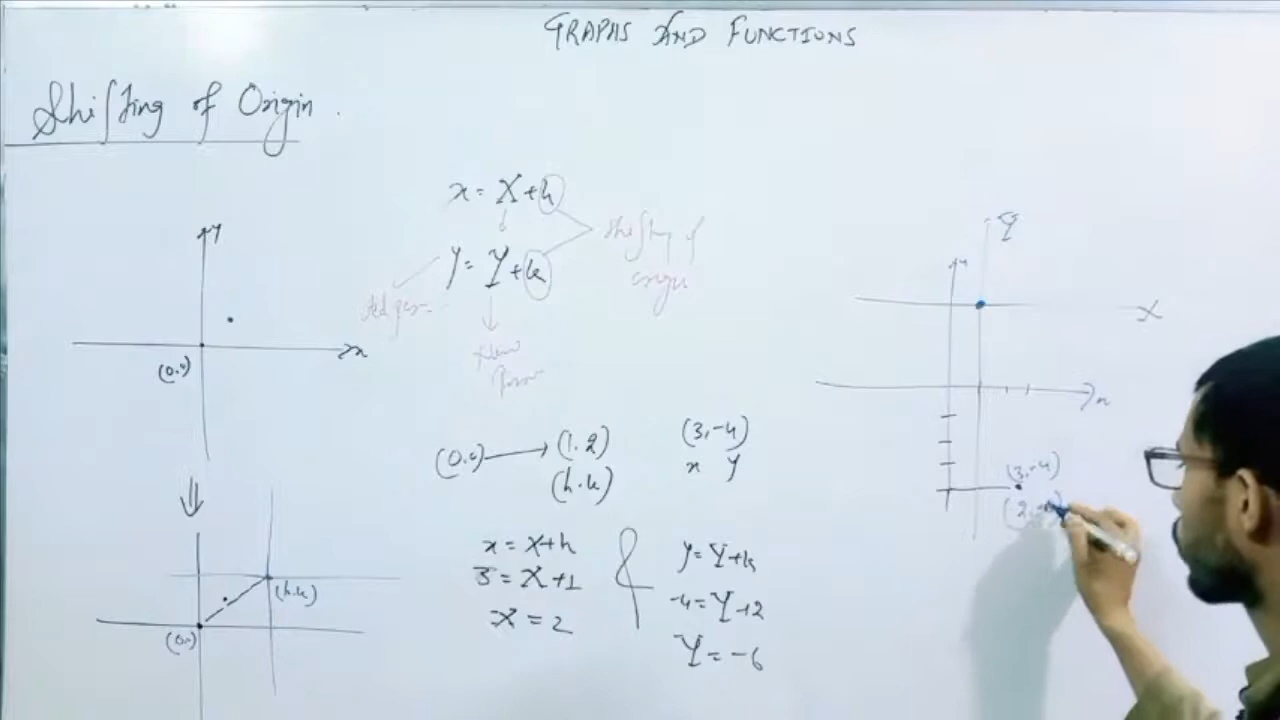 GRAPHS AND FUNCTIONS
Shifting of Origin .
y
x
(0,0)
(0,0)
(h.k)
x = X+h
y = Y+k
shifting of
New
(0,0) → (1.2)
(h.k)
(3,-4)
x y
x = X+h
3 = X+1
X = 2
&
y = Y+k
-4 = Y+2
Y = -6
Y
y
X
x
(3,-4)